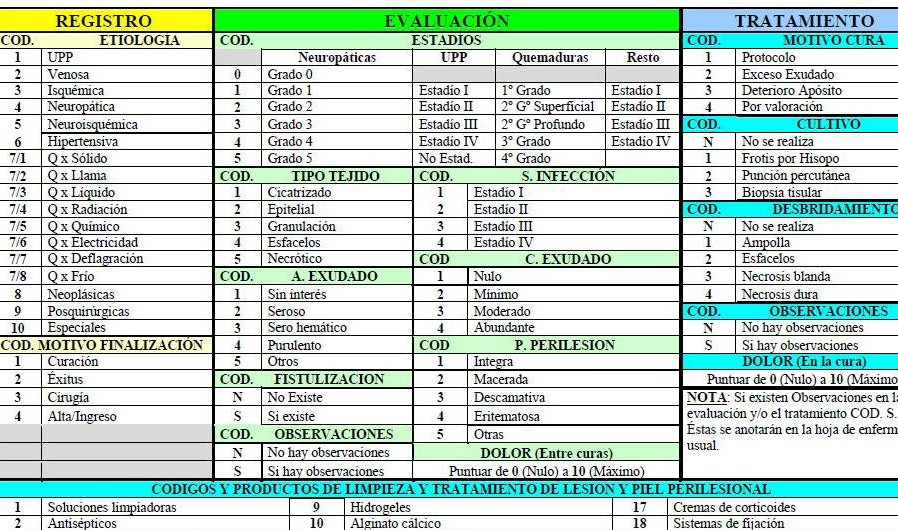 REGISTRO
COD. ETIOLOGIA
1 UPP
2 Venosa
3 Isquémica
4 Neuropática
5 Neuroisquémica
6 Hipertensiva
7/1 Q x Sólido
7/2 Q x Llama
7/3 Q x Líquido
7/4 Q x Radiación
7/5 Q x Químico
7/6 Q x Electricidad
7/7 Q x Deflagración
7/8 Q x Frío
8 Neoplásicas
9 Posquirúrgicas
10 Especiales
COD. MOTIVO FINALIZACIÓN
1 Curación
2 Éxitus
3 Cirugía
4 Alta/Ingreso
EVALUACIÓN
COD. ESTADIOS
Neuropáticas UPP Quemaduras Resto
0 Grado 0
1 Grado 1 Estadío I 1º Grado Estadío I
2 Grado 2 Estadío II 2º Gº Superficial Estadío II
3 Grado 3 Estadío III 2º Gº Profundo Estadío III
4 Grado 4 Estadío IV 3º Grado Estadío IV
5 Grado 5 No Estad. 4º Grado
COD. TIPO TEJIDO
1 Cicatrizado
2 Epitelial
3 Granulación
4 Esfacelos
5 Necrótico
COD. A. EXUDADO
1 Sin interés
2 Seroso
3 Sero hemático
4 Purulento
5 Otros
COD. FISTULIZACION
N No Existe
S Si existe
COD. OBSERVACIONES
N No hay observaciones
S Si hay observaciones
COD. S. INFECCIÓN
1 Estadío I
2 Estadío II
3 Estadío III
4 Estadío IV
COD C. EXUDADO
1 Nulo
2 Mínimo
3 Moderado
4 Abundante
COD P. PERILESION
1 Integra
2 Macerada
3 Descamativa
4 Eritematosa
5 Otras
DOLOR (Entre curas)
Puntuar de 0 (Nulo) a 10 (Máximo)
TRATAMIENTO
COD. MOTIVO CURA
1 Protocolo
2 Exceso Exudado
3 Deterioro Apósito
4 Por valoración
COD. CULTIVO
N No se realiza
1 Frotis por Hisopo
2 Punción percutánea
3 Biopsia tisular
COD. DESBRIDAMIENTO
N No se realiza
1 Ampolla
2 Esfacelos
3 Necrosis blanda
4 Necrosis dura
COD. OBSERVACIONES
N No hay observaciones
S Si hay observaciones
DOLOR (En la cura)
Puntuar de 0 (Nulo) a 10 (Máximo
NOTA: Si existen Observaciones en la
evaluación y/o el tratamiento COD. S.
Éstas se anotarán en la hoja de enferm
usual.
CODIGOS Y PRODUCTOS DE LIMPIEZA Y TRATAMIENTO DE LESION Y PIEL PERILESIONAL
1 Soluciones limpiadoras 9 Hidrogeles 17 Cremas de corticoides
2 Antisépticos 10 Alginato cálcico 18 Sistemas de fijación